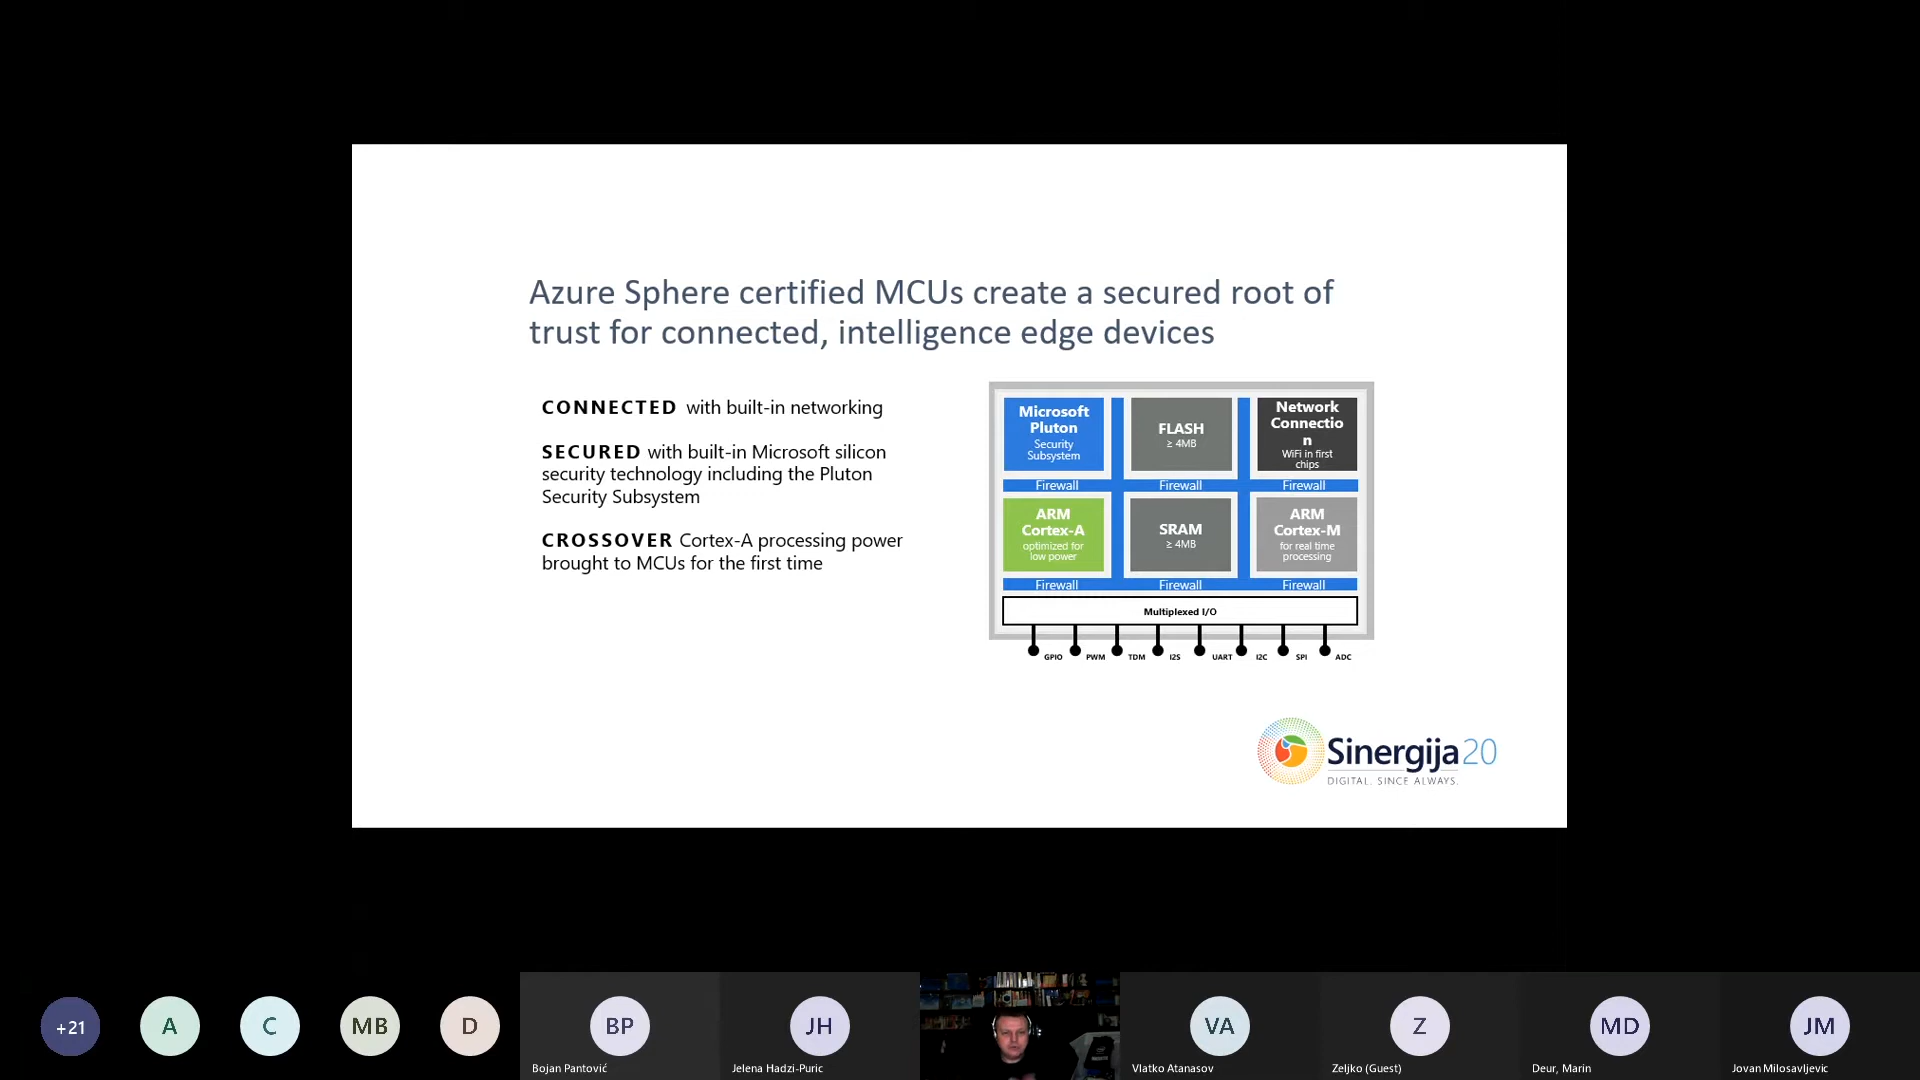 Azure Sphere certified MCUs create a secured root of
trust for connected, intelligence edge devices
CONNECTED with built-in networking
SECURED with built-in Microsoft silicon
security technology including the Pluton
Security Subsystem
CROSSOVER Cortex-A processing power
brought to MCUs for the first time
Microsoft
Pluton
Security
Subsystem
FLASH
≥ 4MB
Network
Connectio
n
WiFi in first
chips
Firewall
Firewall
Firewall
ARM
Cortex-A
optimized for
low power
SRAM
≥ 4MB
ARM
Cortex-M
for real time
processing
Firewall
Firewall
Firewall
Multiplexed I/O
GPIO
PWM
TDM
I2S
UART
I2C
SPI
ADC
Sinergija20
DIGITAL. SINCE ALWAYS.
+21
A
C
MB
D
BP
JH
VA
Z
MD
JM
Bojan Pantović
Jelena Hadzi-Puric
Vlatko Atanasov
Zeljko (Guest)
Deur, Marin
Jovan Milosavljevic